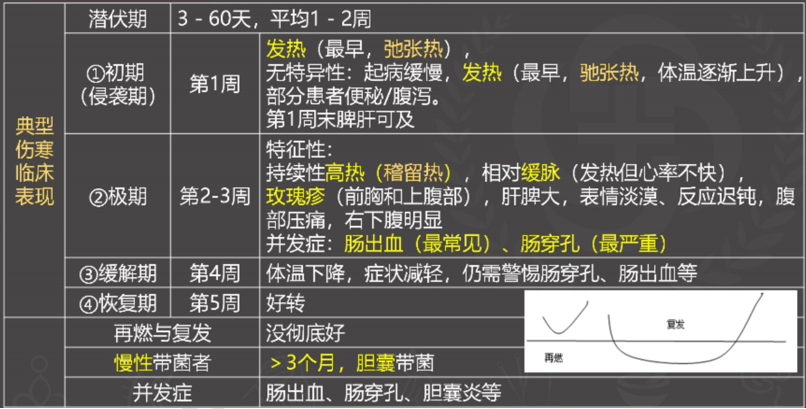 潜伏期 3－60天，平均1－2周
典型
伤寒
临床
表现
①初期
（侵袭期）
第1周
发热（最早，弛张热），
无特异性：起病缓慢，发热（最早，驰张热，体温逐渐上升），
部分患者便秘/腹泻。
第1周末脾肝可及
②极期
第2-3周
特征性：
持续性高热（稽留热），相对缓脉（发热但心率不快），
玫瑰疹（前胸和上腹部），肝脾大，表情淡漠、反应迟钝，腹
部压痛，右下腹明显
并发症：肠出血（最常见）、肠穿孔（最严重）
③缓解期 第4周 体温下降，症状减轻，仍需警惕肠穿孔、肠出血等
④恢复期 第5周 好转
再燃与复发 没彻底好
复发
再燃
慢性带菌者 ＞3个月，胆囊带菌
并发症 肠出血、肠穿孔、胆囊炎等